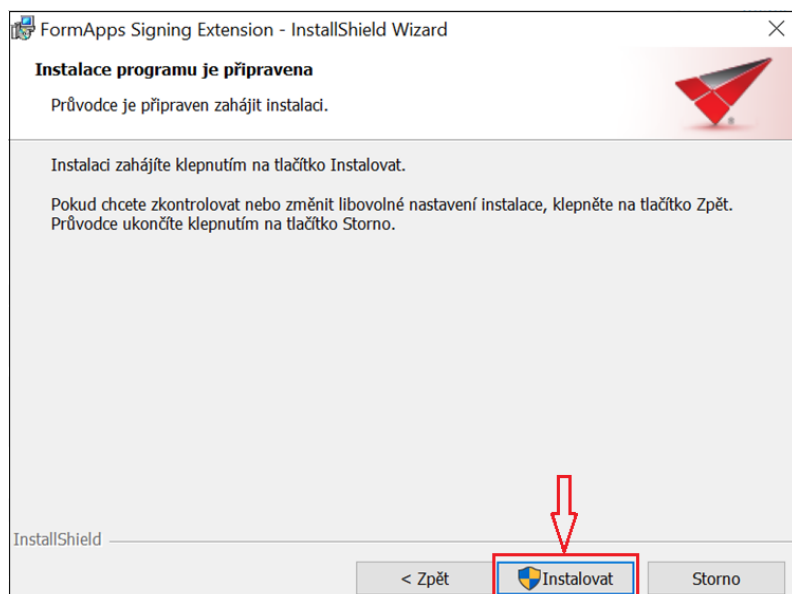 FormApps Signing Extension - InstallShield Wizard
Instalace programu je připravena
Průvodce je připraven zahájit instalaci.
Instalaci zahájíte klepnutím na tlačítko Instalovat.
Pokud chcete zkontrolovat nebo změnit libovolné nastavení instalace, klepněte na tlačítko Zpět.
Průvodce ukončíte klepnutím na tlačítko Storno.
InstallShield
< Zpět
Instalovat
Storno